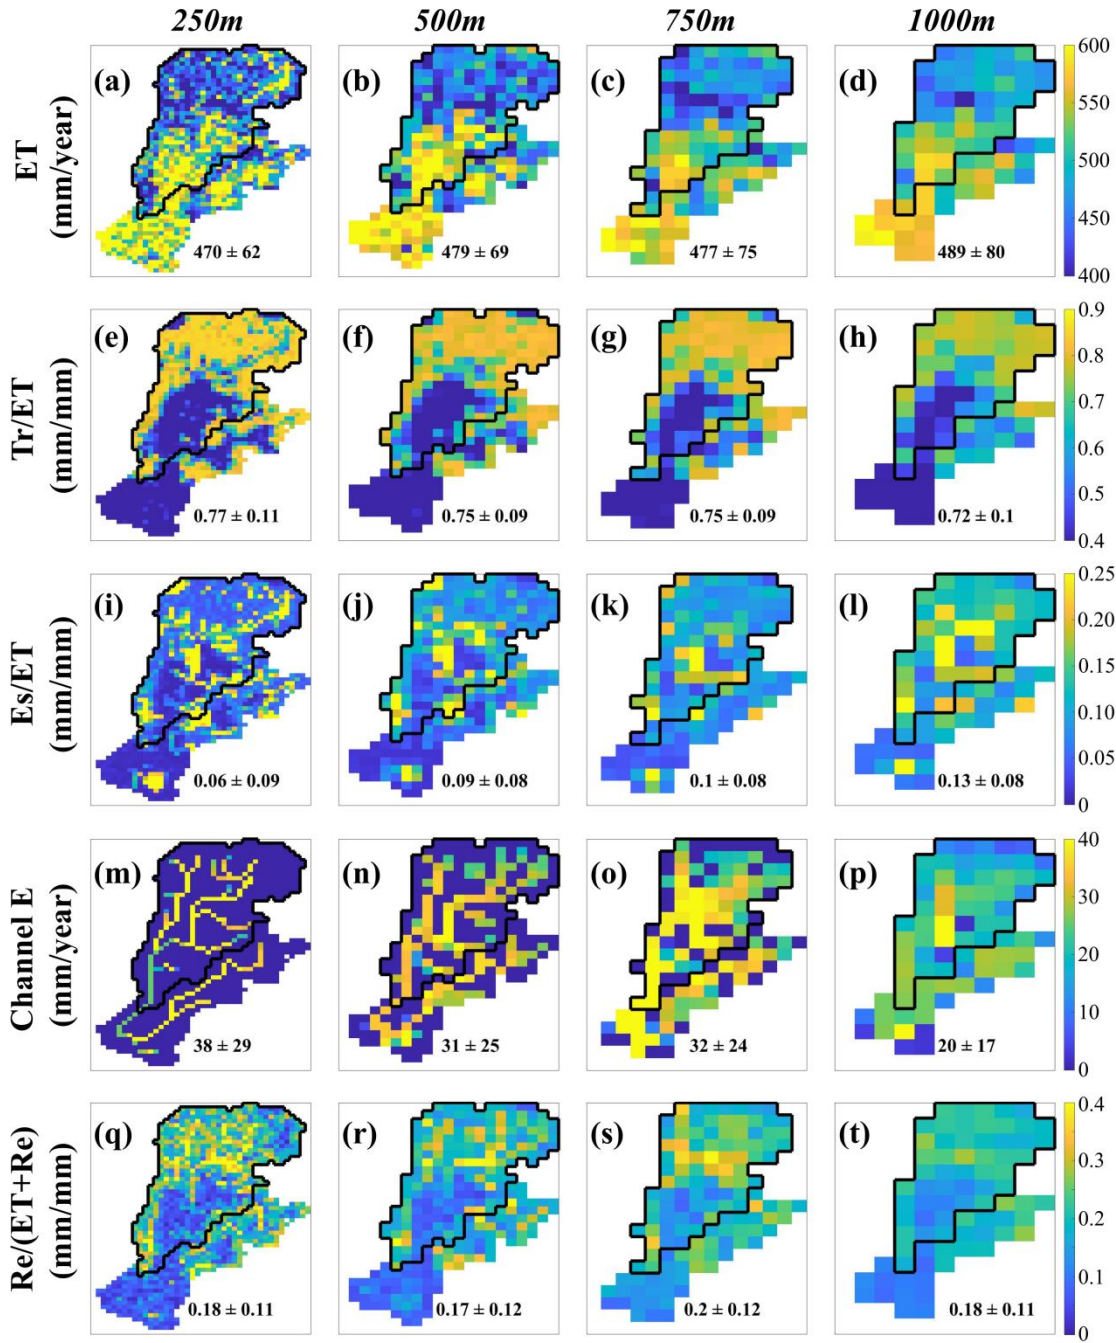 250m 500m 750m 1000m
ET
(mm/year)
(a) (b) (c) (d)
470 ± 62 479 ± 69 477 ± 75 489 ± 80
600
550
500
450
400
Tr/ET
(mm/mm)
(e) (f) (g) (h)
0.77 ± 0.11 0.75 ± 0.09 0.75 ± 0.09 0.72 ± 0.1
0.9
0.8
0.7
0.6
0.5
0.4
Es/ET
(mm/mm)
(i) (j) (k) (l)
0.06 ± 0.09 0.09 ± 0.08 0.1 ± 0.08 0.13 ± 0.08
0.25
0.20
0.15
0.10
0.05
0
Channel E
(mm/year)
(m) (n) (o) (p)
38 ± 29 31 ± 25 32 ± 24 20 ± 17
40
30
20
10
0
Re/(ET+Re)
(mm/mm)
(q) (r) (s) (t)
0.18 ± 0.11 0.17 ± 0.12 0.2 ± 0.12 0.18 ± 0.11
0.4
0.3
0.2
0.1
0